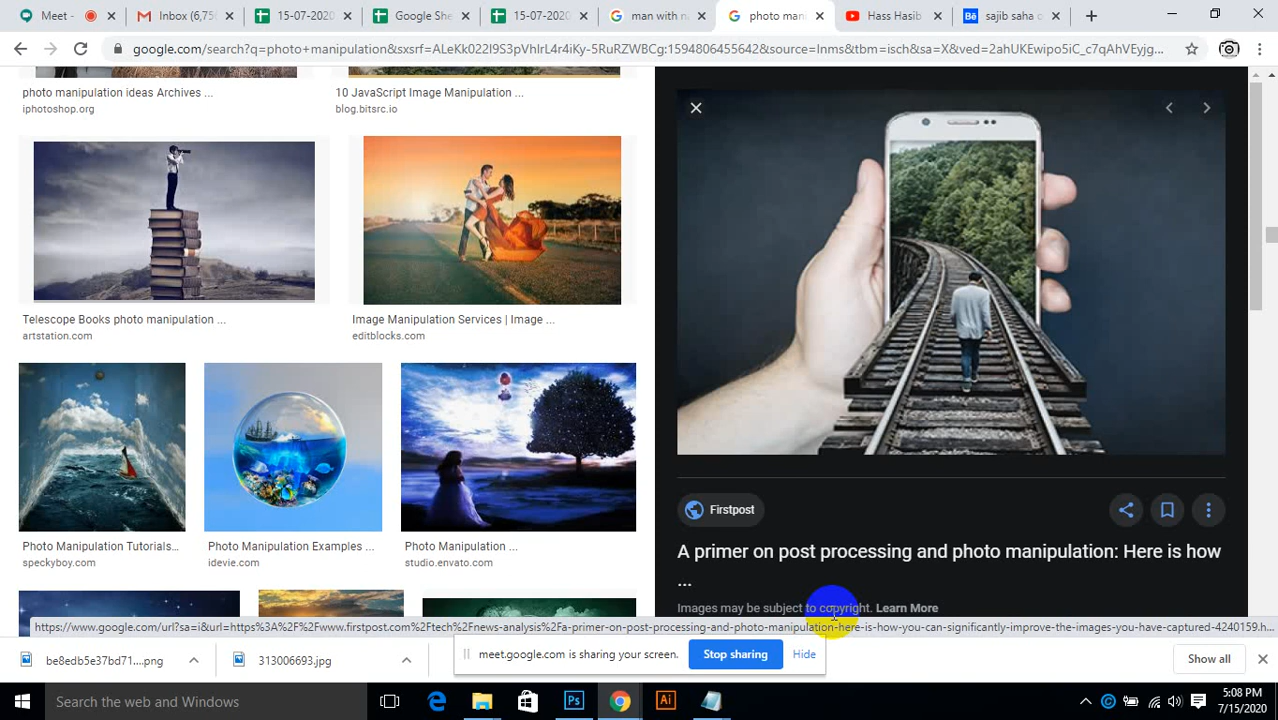 Meet -
Inbox (6,75
15-07-2020
Google She
15-07-2020
man with n
photo man
Hass Hasib
Bē sajib saha
google.com/search?q=photo+manipulation&sxsrf=ALeKk022l9S3pVhlrL4r4iKy-5RuRZWBCg:1594806455642&source=lnms&tbm=isch&sa=X&ved=2ahUKEwipo5iC_c7qAhVEyjg...
photo manipulation ideas Archives ...
iphotoshop.org
10 JavaScript Image Manipulation ...
blog.bitsrc.io
Telescope Books photo manipulation ...
artstation.com
Image Manipulation Services | Image ...
editblocks.com
Photo Manipulation Tutorials...
speckyboy.com
Photo Manipulation Examples ...
idevie.com
Photo Manipulation ...
studio.envato.com
Firstpost
A primer on post processing and photo manipulation: Here is how
...
Images may be subject to copyright. Learn More
https://www.google.com/url?sa=i&url=https%3A%2F%2Fwww.firstpost.com%2Ftech%2Fnews-analysis%2Fa-primer-on-post-processing-and-photo-manipulation-here-is-how-you-can-significantly-improve-the-images-you-have-captured-4240159.h...
be8edb5e37bd71....png
313006693.jpg
meet.google.com is sharing your screen.
Stop sharing
Hide
Show all
Search the web and Windows
Ps
Ai
5:08 PM
7/15/2020